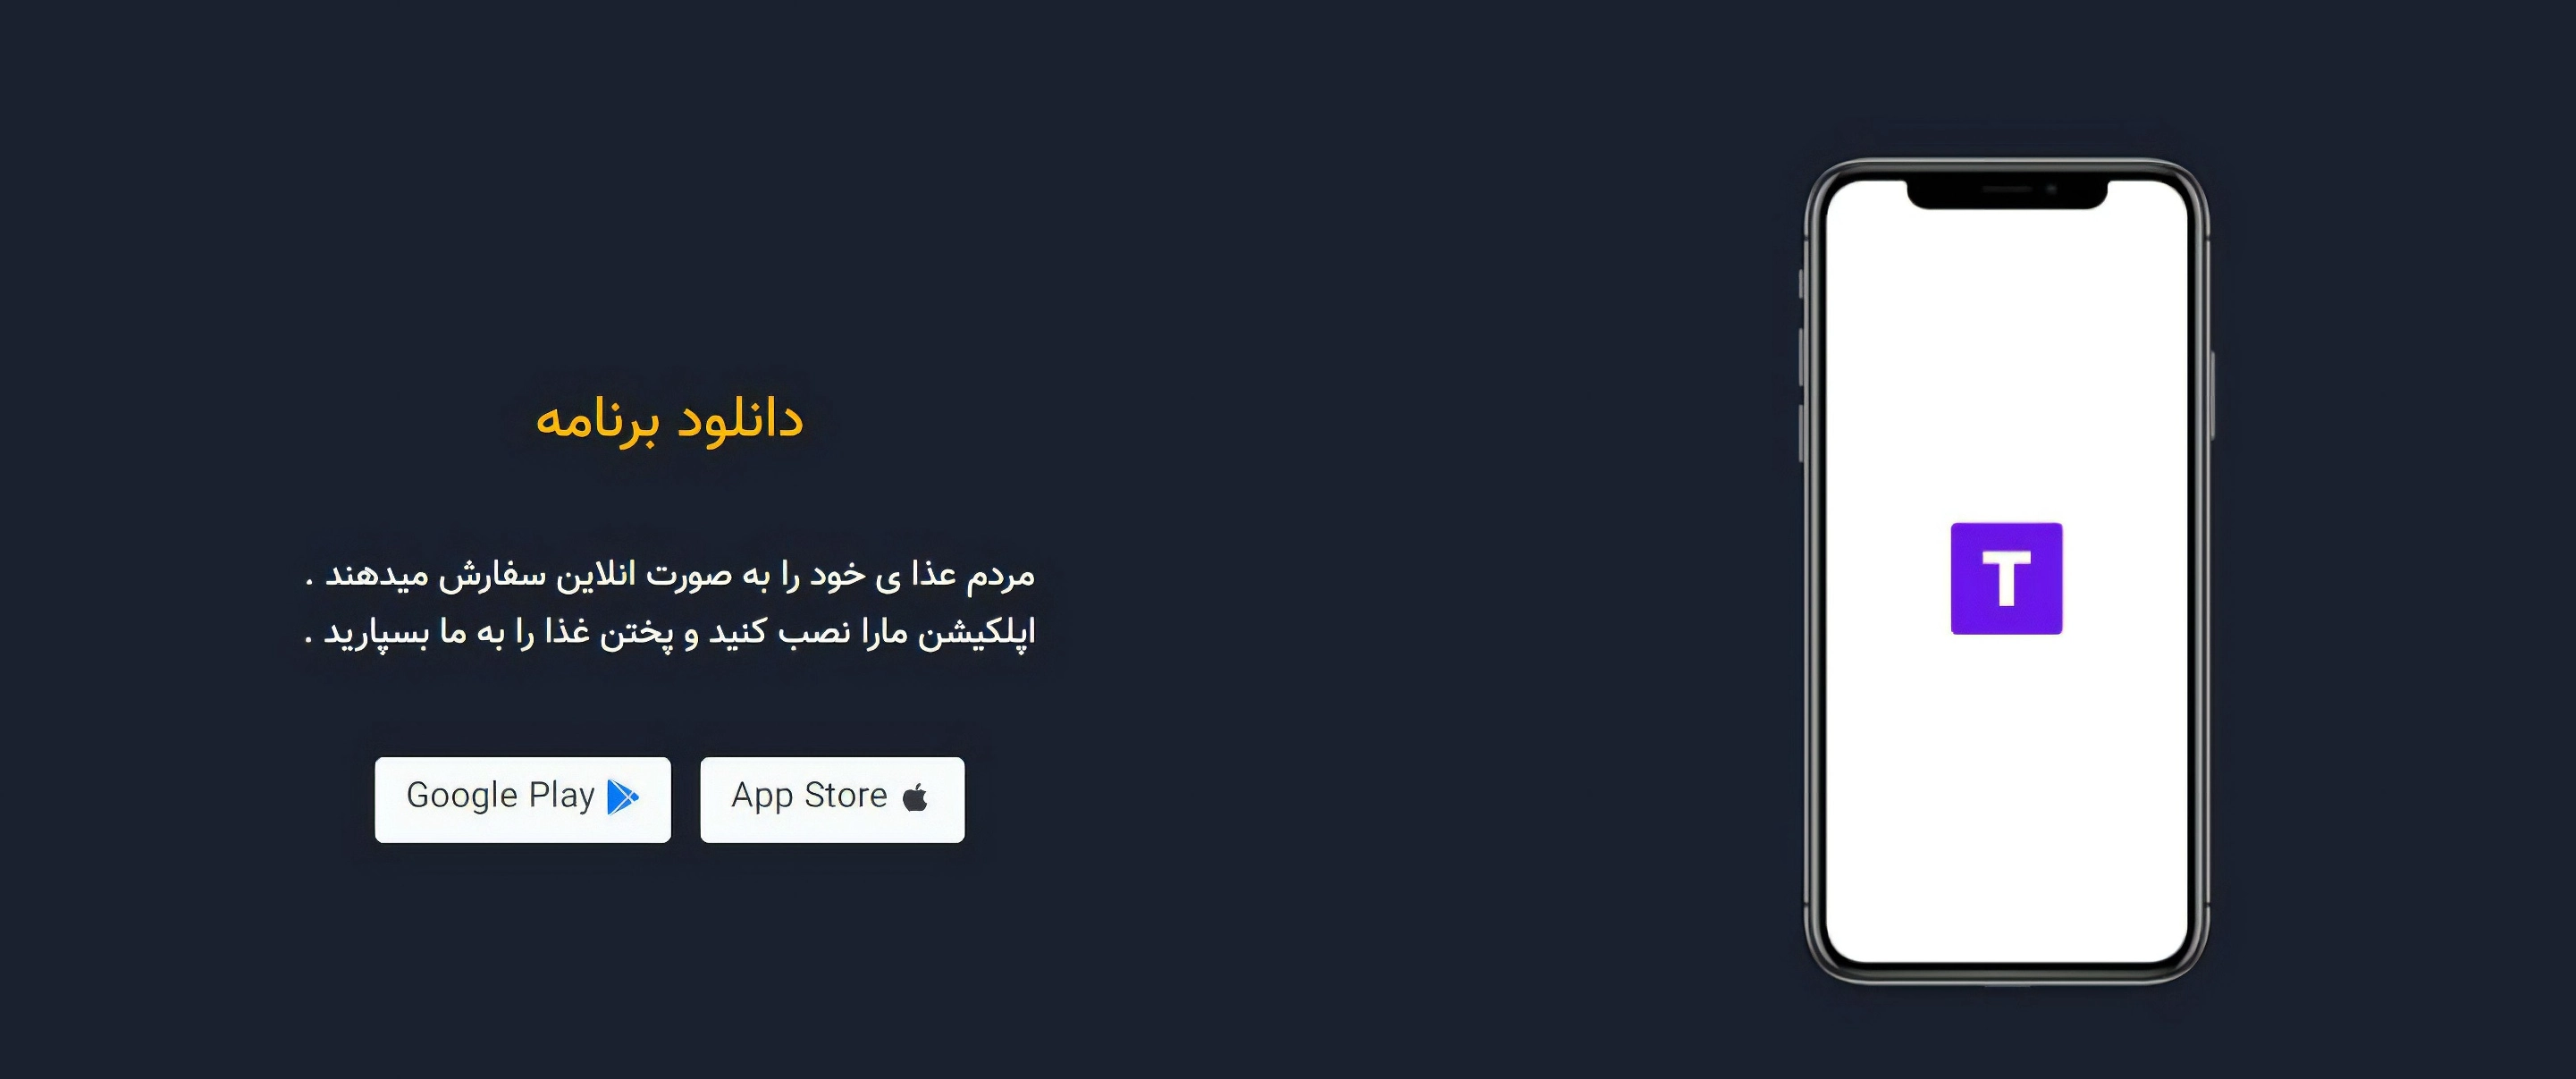 دانلود برنامه
مردم عذا ی خود را به صورت انلاین سفارش میدهند .
اپلکیشن مارا نصب کنید و پختن غذا را به ما بسپارید .
App Store
Google Play
T